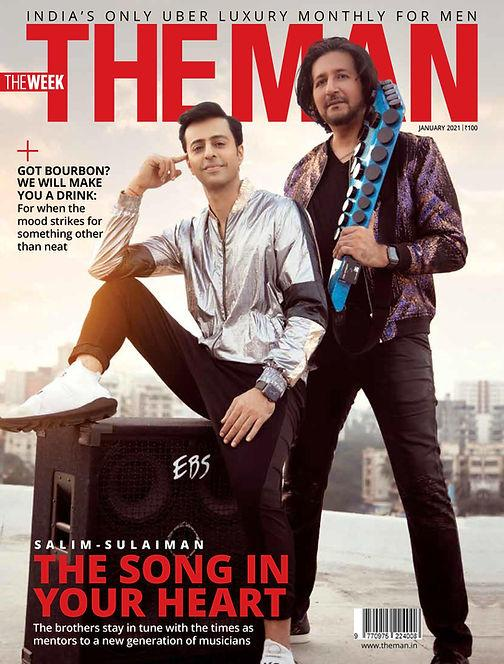 INDIA'S ONLY UBER LUXURY MONTHLY FOR MEN
THE MAN
THE WEEK
JANUARY 2021 | ₹100
GOT BOURBON?
WE WILL MAKE
YOU A DRINK:
For when the
mood strikes for
something other
than neat
EBS
SALIM-SULAIMAN
THE SONG IN
YOUR HEART
The brothers stay in tune with the times as
mentors to a new generation of musicians
9 770976 224008
www.theman.in